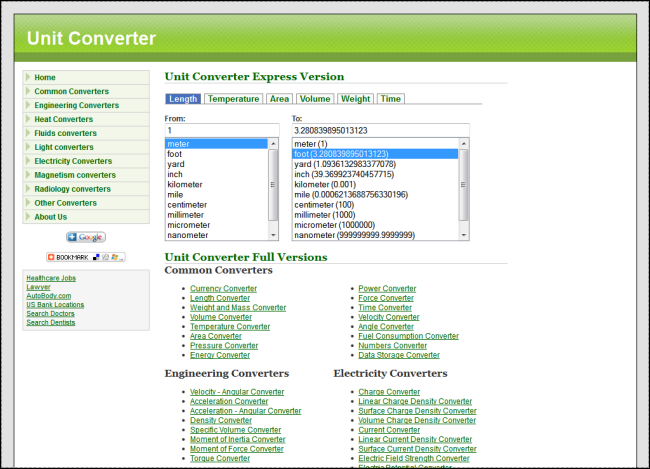 Unit Converter
Home
Common Converters
Engineering Converters
Heat Converters
Fluids converters
Light converters
Electricity Converters
Magnetism converters
Radiology converters
Other Converters
About Us
Google
BOOKMARK
Healthcare Jobs
Lawyer
AutoBody.com
US Bank Locations
Search Doctors
Search Dentists
Unit Converter Express Version
Length Temperature Area Volume Weight Time
From: To:
1 3.280839895013123
meter meter (1)
foot foot (3.280839895013123)
yard yard (1.0936132983377078)
inch inch (39.369923740457715)
kilometer kilometer (0.001)
mile mile (0.0006213688756330196)
centimeter centimeter (100)
millimeter millimeter (1000)
micrometer micrometer (1000000)
nanometer nanometer (999999999.9999999)
Unit Converter Full Versions
Common Converters
Currency Converter Power Converter
Length Converter Force Converter
Weight and Mass Converter Time Converter
Volume Converter Velocity Converter
Temperature Converter Angle Converter
Area Converter Fuel Consumption Converter
Pressure Converter Numbers Converter
Energy Converter Data Storage Converter
Engineering Converters Electricity Converters
Velocity - Angular Converter Charge Converter
Acceleration Converter Linear Charge Density Converter
Acceleration - Angular Converter Surface Charge Density Converter
Density Converter Volume Charge Density Converter
Specific Volume Converter Current Converter
Moment of Inertia Converter Linear Current Density Converter
Moment of Force Converter Surface Current Density Converter
Torque Converter Electric Field Strength Converter
Electric Potential Converter